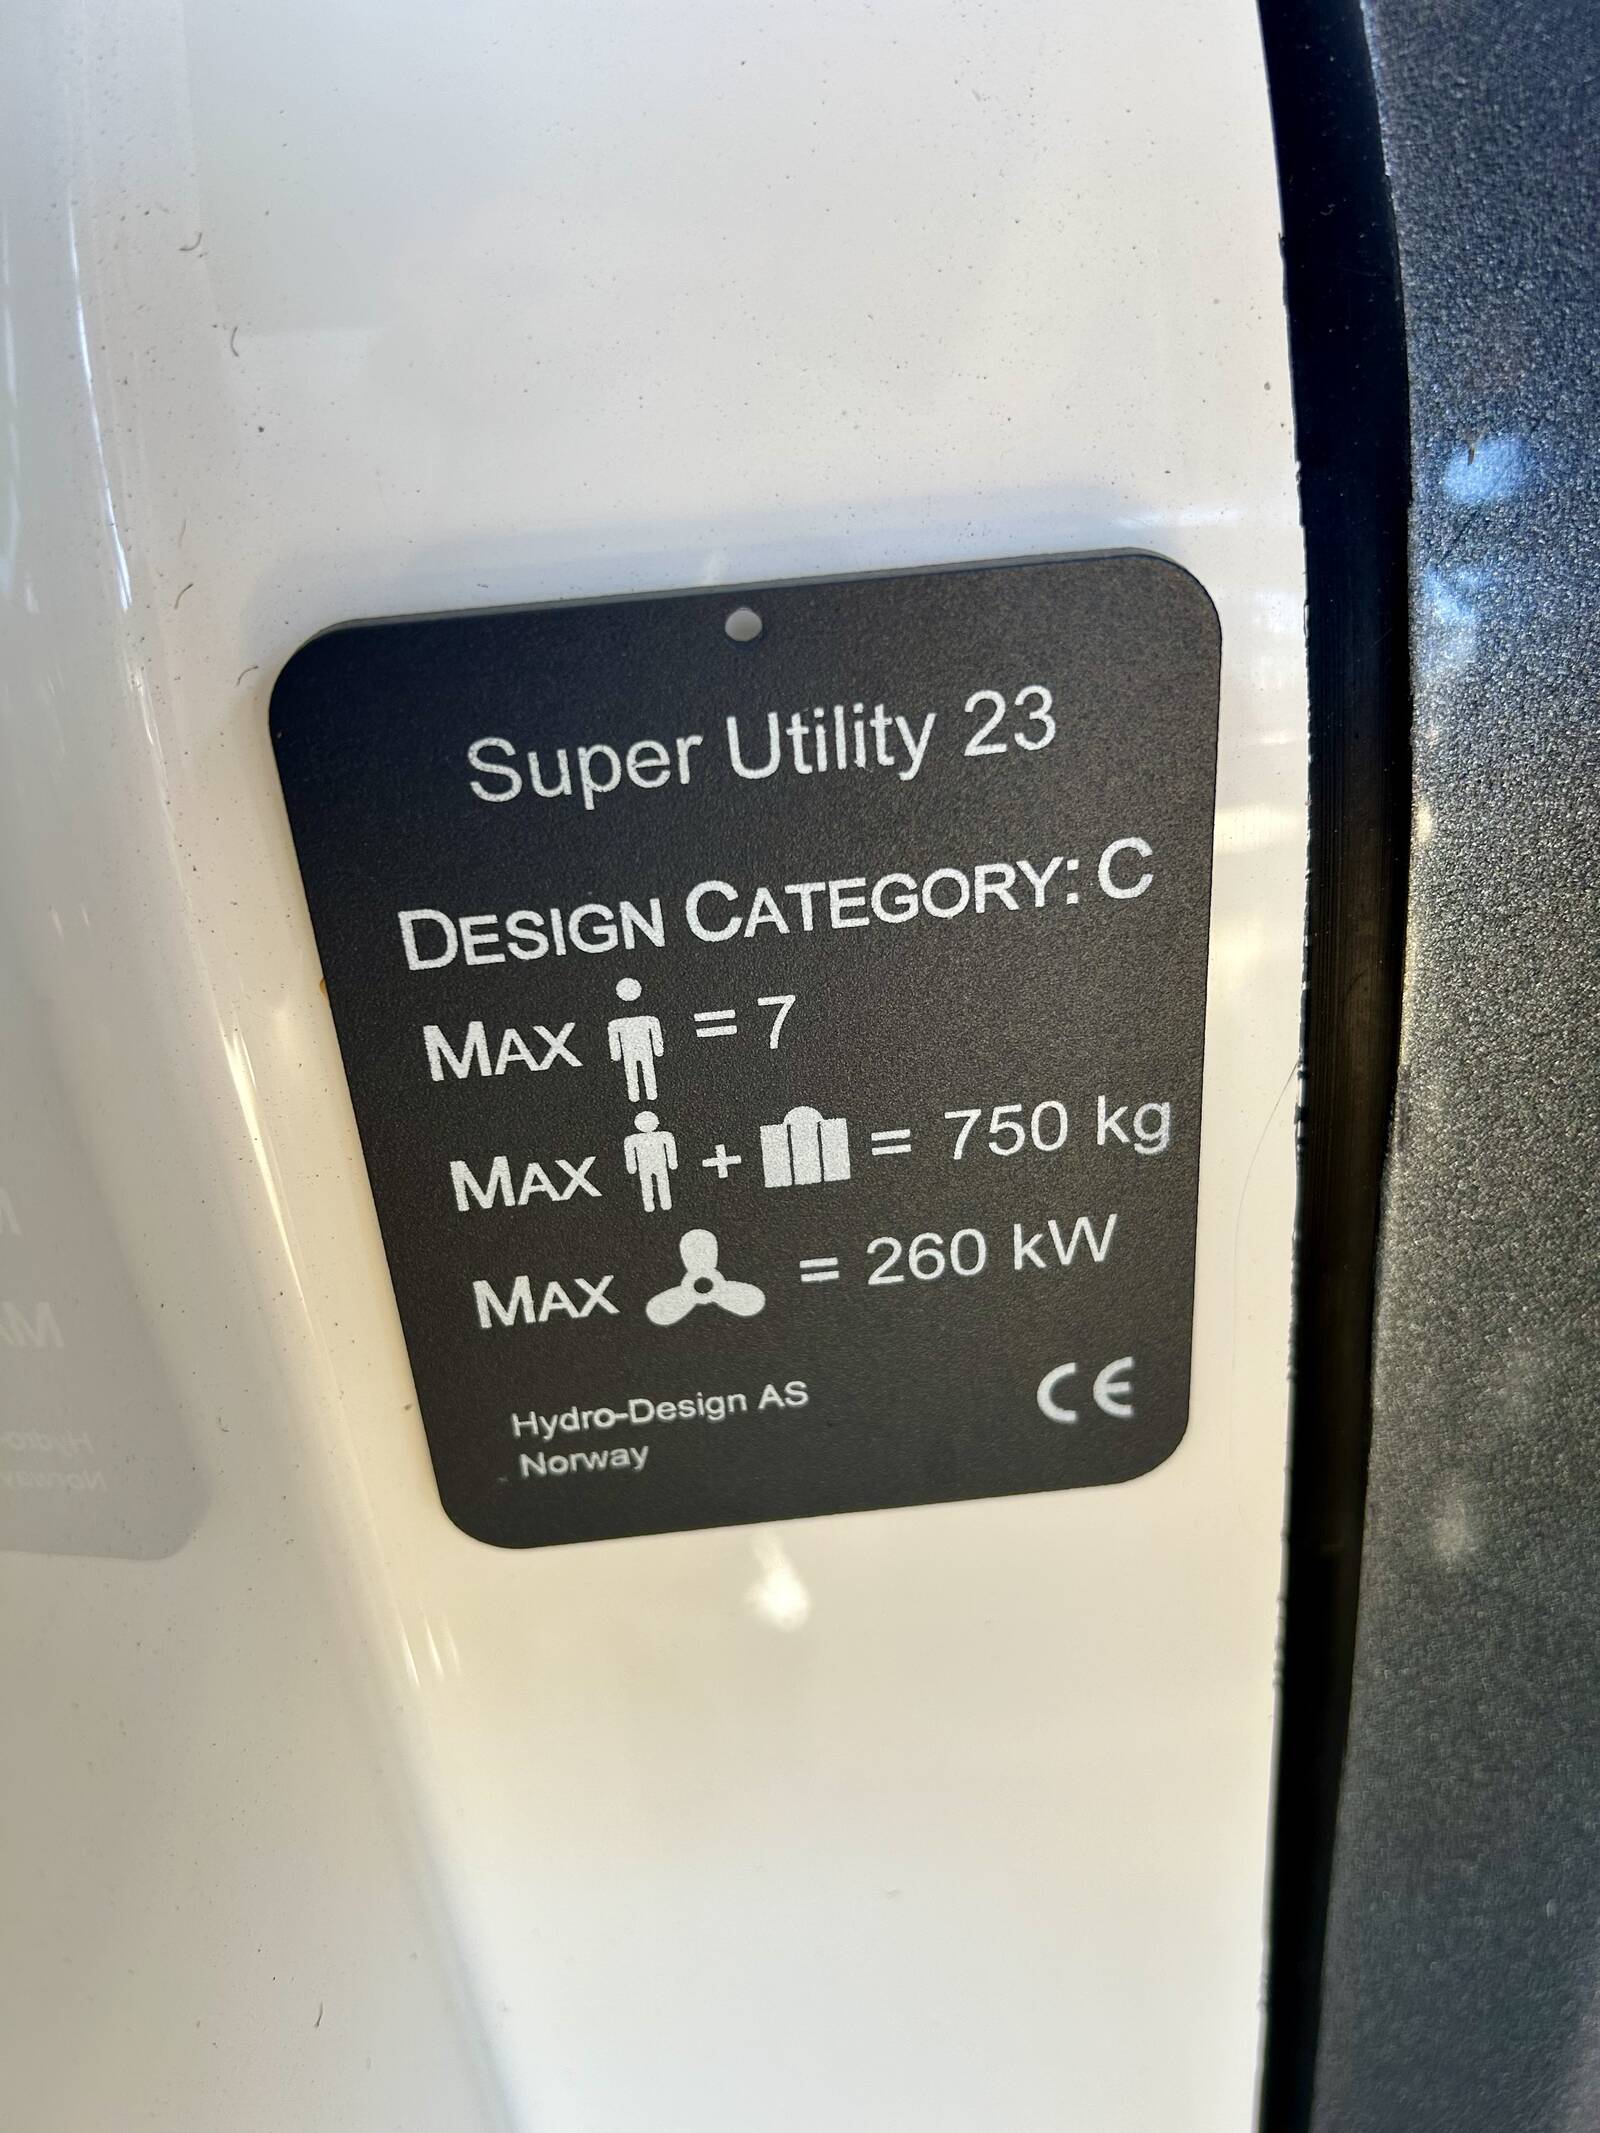 Super Utility 23
DESIGN CATEGORY: C
MAX = 7
MAX + = 750 kg
MAX = 260 kW
Hydro-Design AS
Norway
CE